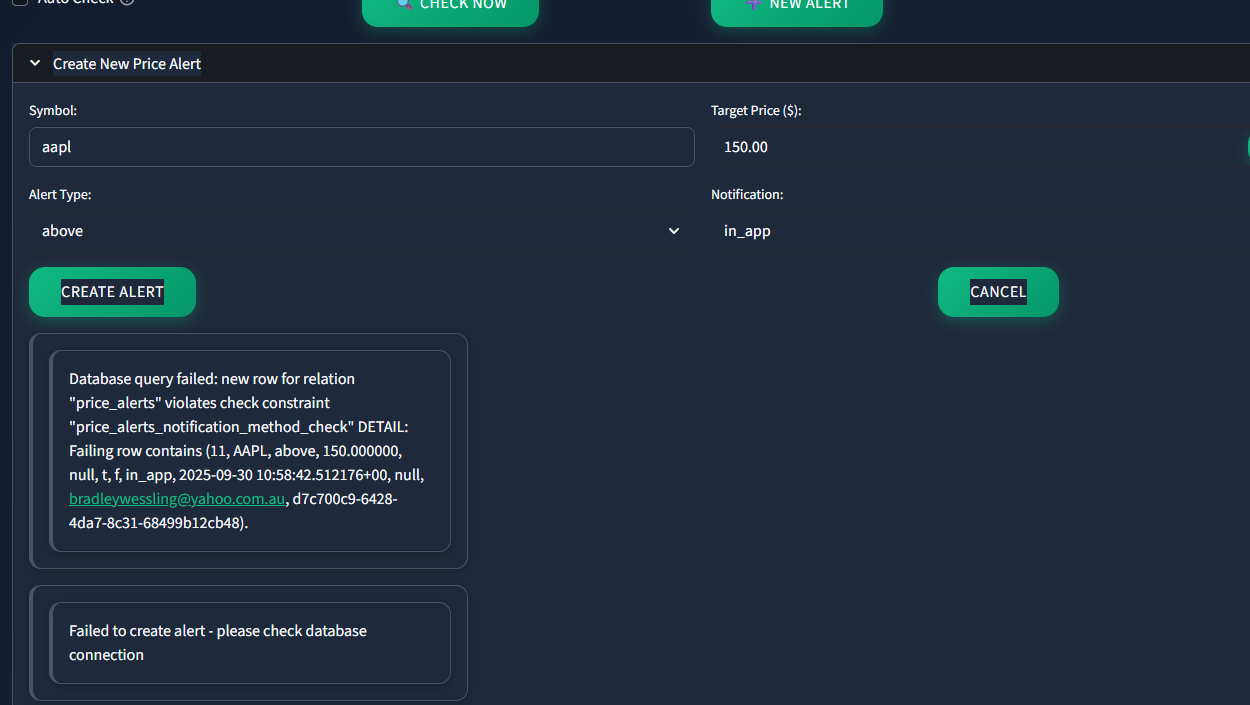 Auto Check
CHECK NOW
NEW ALERT
Create New Price Alert
Symbol:
aapl
Target Price ($):
150.00
Alert Type:
above
Notification:
in_app
CREATE ALERT
CANCEL
Database query failed: new row for relation
"price_alerts" violates check constraint
"price_alerts_notification_method_check" DETAIL:
Failing row contains (11, AAPL, above, 150.000000,
null, t, f, in_app, 2025-09-30 10:58:42.512176+00, null,
bradleywessling@yahoo.com.au, d7c700c9-6428-
4da7-8c31-68499b12cb48).
Failed to create alert - please check database
connection